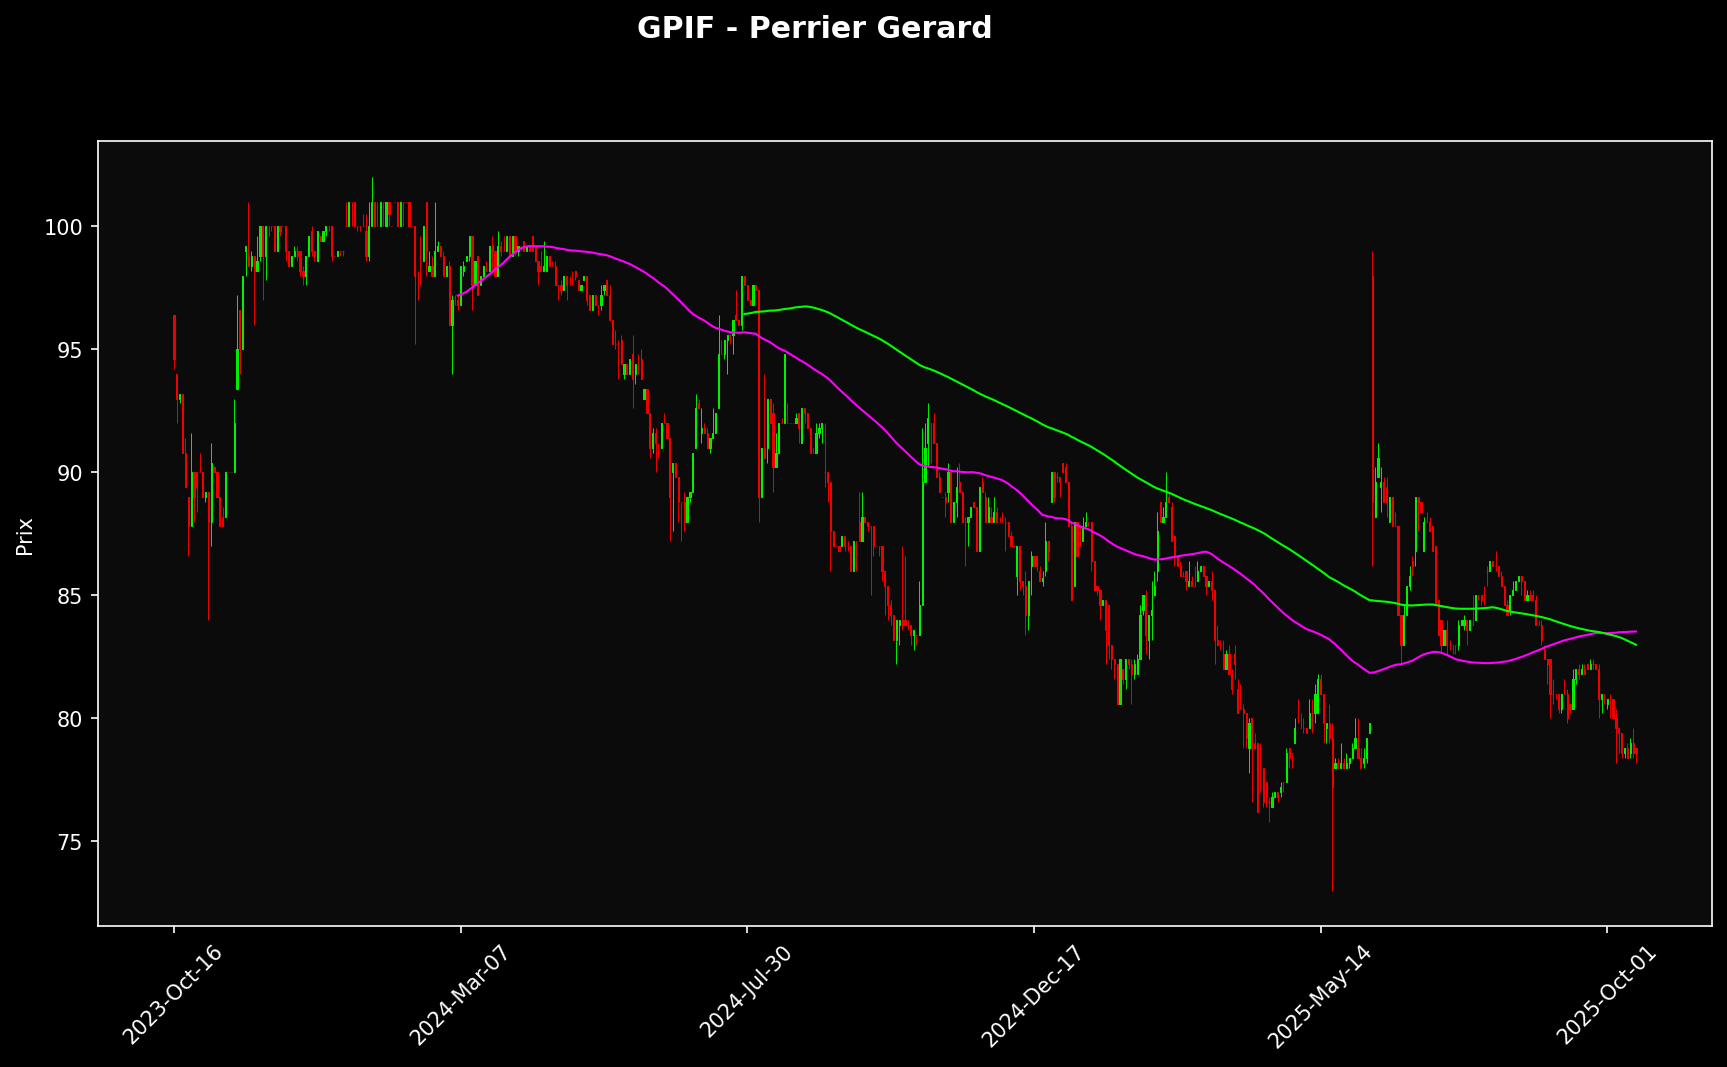 GPIF - Perrier Gerard
Prix
100
95
90
85
80
75
2023-Oct-16
2024-Mar-07
2024-Jul-30
2024-Dec-17
2025-May-14
2025-Oct-01